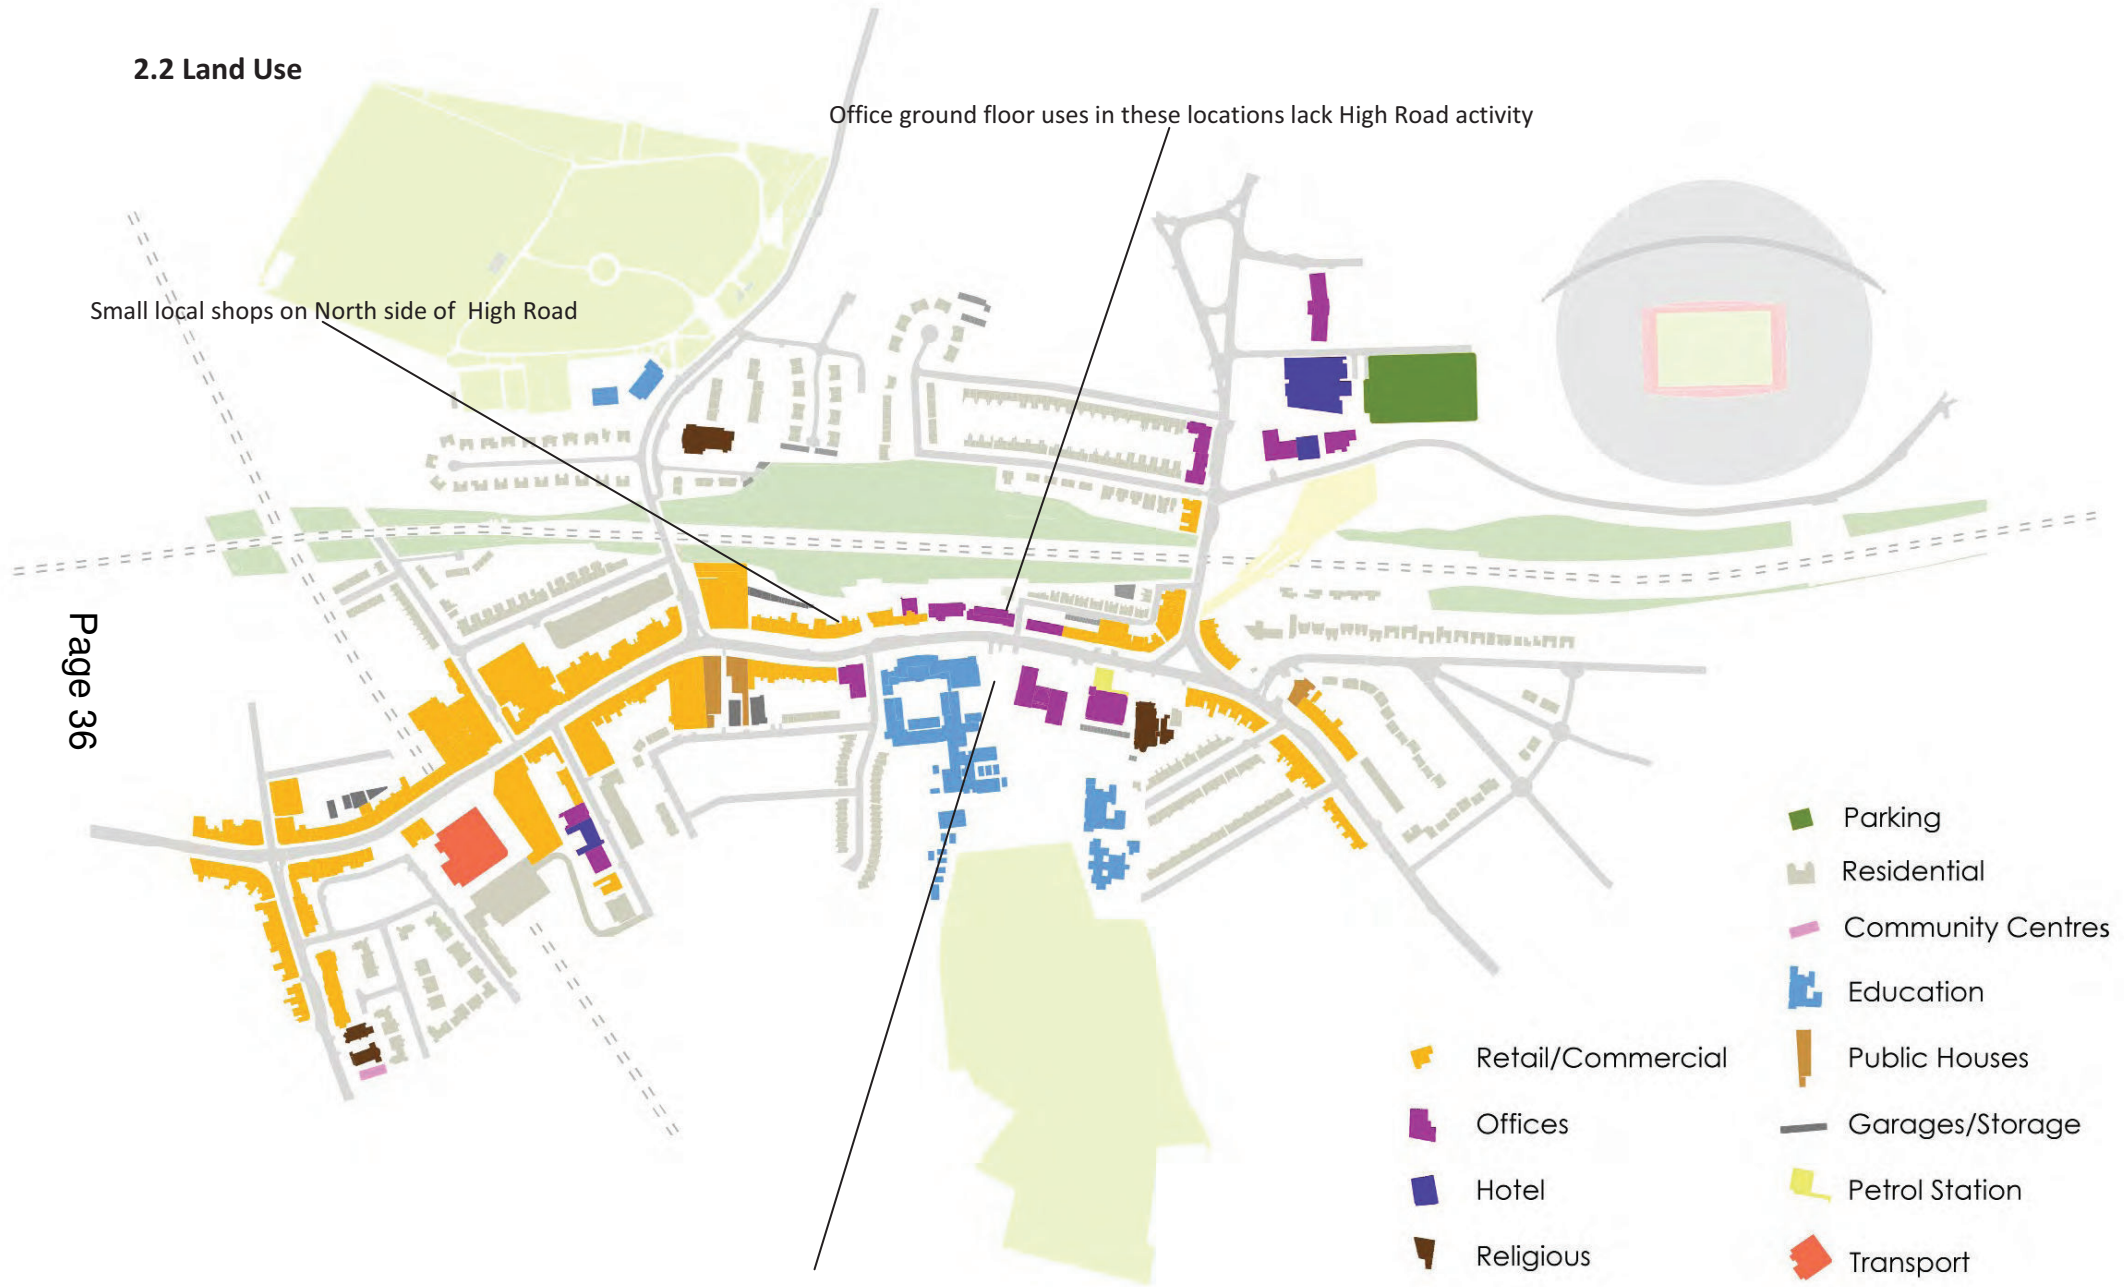 2.2 Land Use
Office ground floor uses in these locations lack High Road activity
Small local shops on North side of High Road
Page 36
Parking
Residential
Community Centres
Education
Public Houses
Garages/Storage
Petrol Station
Transport
Retail/Commercial
Offices
Hotel
Religious